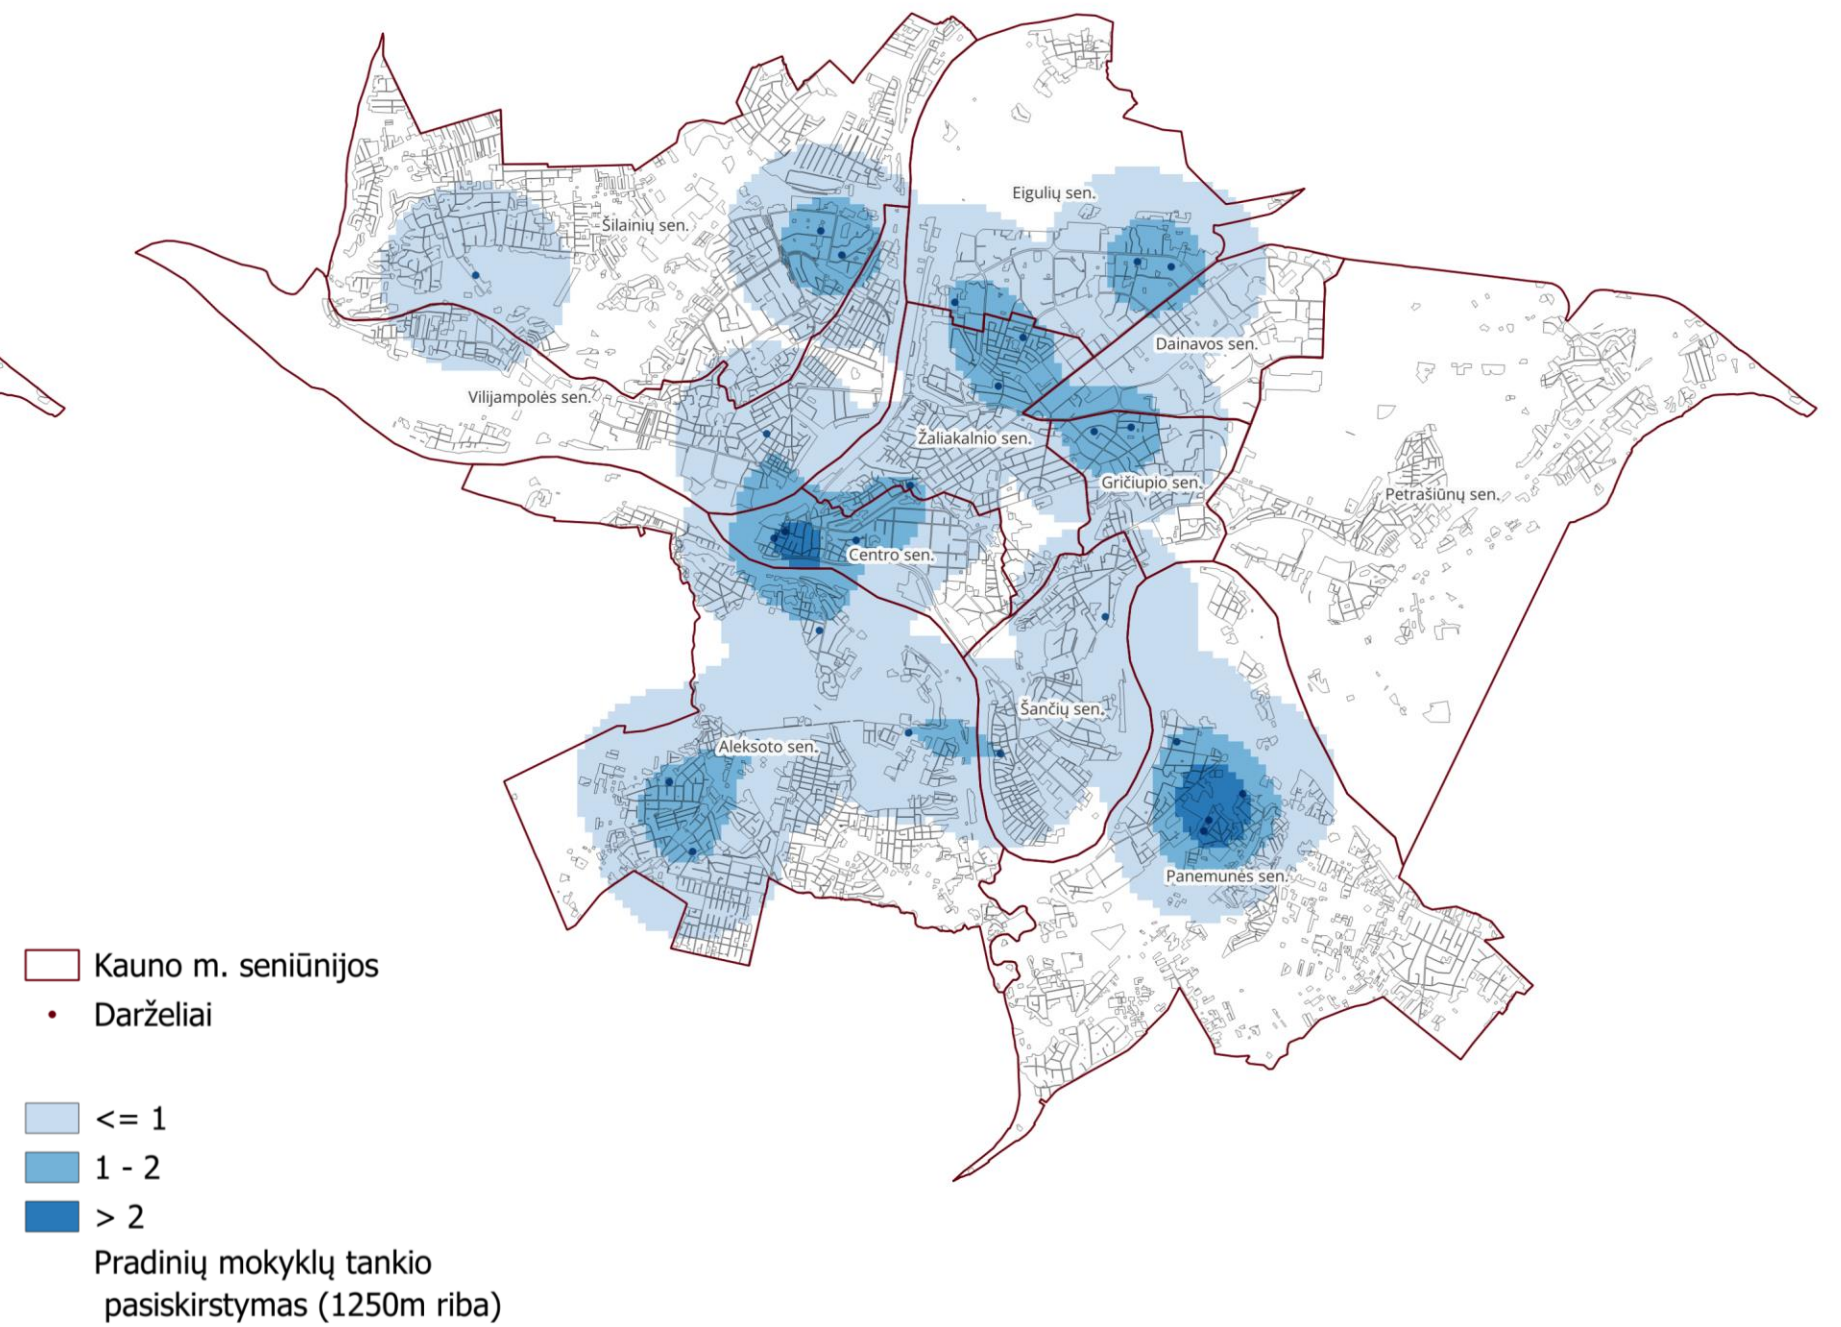 Eigulių sen.
Šilainių sen.
Dainavos sen.
Vilijampolės sen.
Žaliakalnio sen.
Gričiupio sen.
Petrašiūnų sen.
Centro sen.
Šančių sen.
Aleksoto sen.
Panemunės sen.
Kauno m. seniūnijos
Darželiai
<= 1
1 - 2
> 2
Pradinių mokyklų tankio
pasiskirstymas (1250m riba)